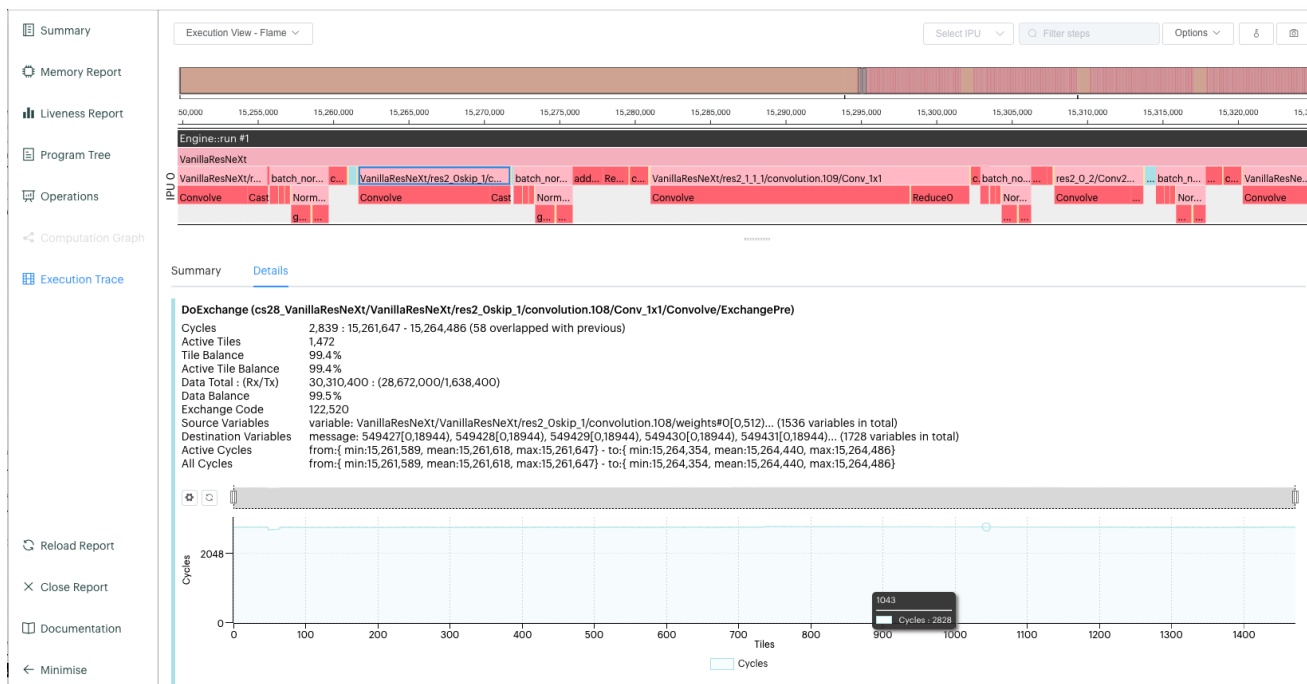 Summary
Memory Report
Liveness Report
Program Tree
Operations
Computation Graph
Execution Trace
Reload Report
Close Report
Documentation
Minimise
Execution View - Flame
Select IPU
Filter steps
Options
50,000 15,255,000 15,260,000 15,265,000 15,270,000 15,275,000 15,280,000 15,285,000 15,290,000 15,295,000 15,300,000 15,305,000 15,310,000 15,315,000 15,320,000 15,3
IPU 0
Engine::run #1
VanillaResNeXt
VanillaResNeXt/r... batch_nor... c... VanillaResNeXt/res2_0skip_1/c... batch_nor... add... Re... c... VanillaResNeXt/res2_1_1_1/convolution.109/Conv_1x1 c. batch_no... ... res2_0_2/Conv2... ... batch_n... ... c... VanillaResNe...
Convolve Cast Norm... Convolve Cast Norm... Convolve Reduce0 ... Nor... Convolve ... Nor... Convolve
g... ... g... ... ... ... ... ...
Summary Details
DoExchange (cs28_VanillaResNeXt/VanillaResNeXt/res2_0skip_1/convolution.108/Conv_1x1/Convolve/ExchangePre)
Cycles 2,839 : 15,261,647 - 15,264,486 (58 overlapped with previous)
Active Tiles 1,472
Tile Balance 99.4%
Active Tile Balance 99.4%
Data Total : (Rx/Tx) 30,310,400 : (28,672,000/1,638,400)
Data Balance 99.5%
Exchange Code 122,520
Source Variables variable: VanillaResNeXt/VanillaResNeXt/res2_0skip_1/convolution.108/weights#0[0,512)... (1536 variables in total)
Destination Variables message: 549427[0,18944), 549428[0,18944), 549429[0,18944), 549430[0,18944), 549431[0,18944)... (1728 variables in total)
Active Cycles from:{ min:15,261,589, mean:15,261,618, max:15,261,647} - to:{ min:15,264,354, mean:15,264,440, max:15,264,486}
All Cycles from:{ min:15,261,589, mean:15,261,618, max:15,261,647} - to:{ min:15,264,354, mean:15,264,440, max:15,264,486}
Cycles
2048
0
1043
Cycles : 2828
0 100 200 300 400 500 600 700 800 900 1000 1100 1200 1300 1400
Tiles
Cycles